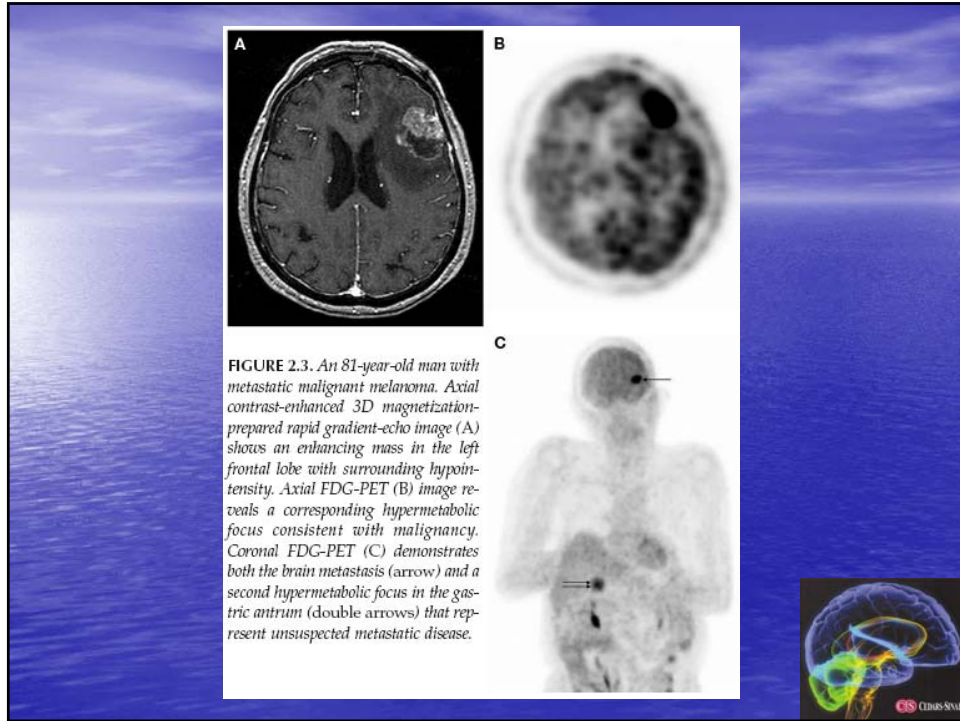 A
B
C
FIGURE 2.3. An 81-year-old man with
metastatic malignant melanoma. Axial
contrast-enhanced 3D magnetization-
prepared rapid gradient-echo image (A)
shows an enhancing mass in the left
frontal lobe with surrounding hypoin-
tensity. Axial FDG-PET (B) image re-
veals a corresponding hypermetabolic
focus consistent with malignancy.
Coronal FDG-PET (C) demonstrates
both the brain metastasis (arrow) and a
second hypermetabolic focus in the gas-
tric antrum (double arrows) that rep-
resent unsuspected metastatic disease.
CEDARS-SINAI